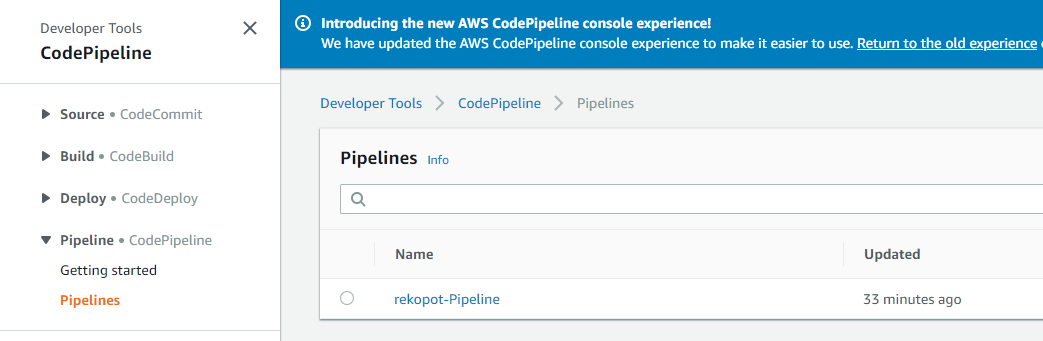 Developer Tools
CodePipeline
Source • CodeCommit
Build • CodeBuild
Deploy • CodeDeploy
Pipeline • CodePipeline
Getting started
Pipelines
Introducing the new AWS CodePipeline console experience!
We have updated the AWS CodePipeline console experience to make it easier to use. Return to the old experience
Developer Tools > CodePipeline > Pipelines
Pipelines Info
Name Updated
rekopot-Pipeline 33 minutes ago